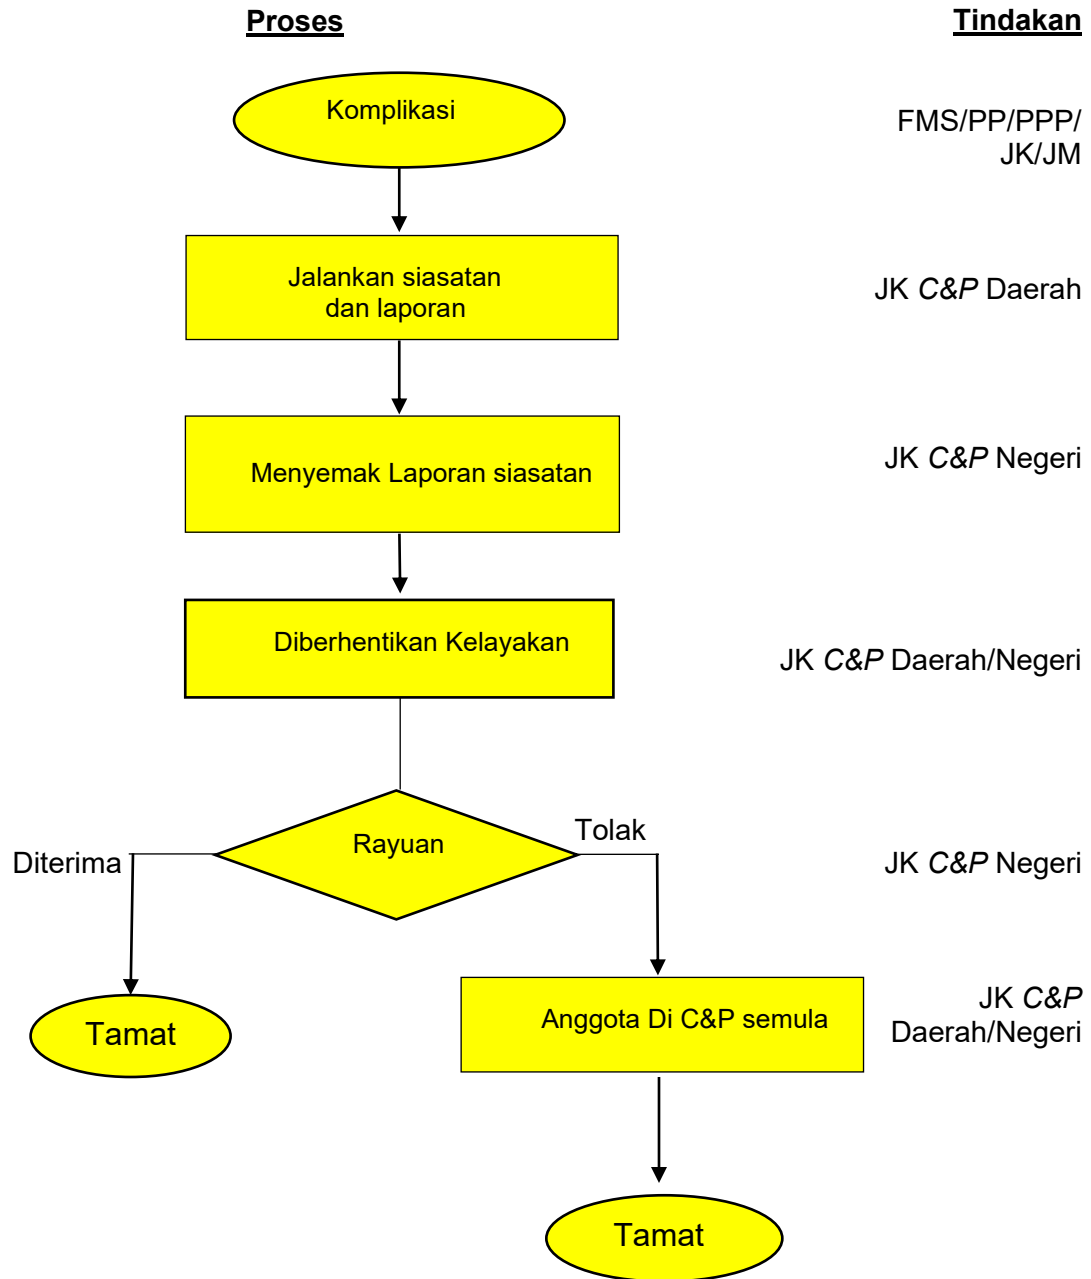 Proses
Tindakan
Komplikasi
FMS/PP/PPP/
JK/JM
Jalankan siasatan
dan laporan
JK C&P Daerah
Menyemak Laporan siasatan
JK C&P Negeri
Diberhentikan Kelayakan
JK C&P Daerah/Negeri
Rayuan
Diterima
Tolak
JK C&P Negeri
Tamat
Anggota Di C&P semula
JK C&P
Daerah/Negeri
Tamat